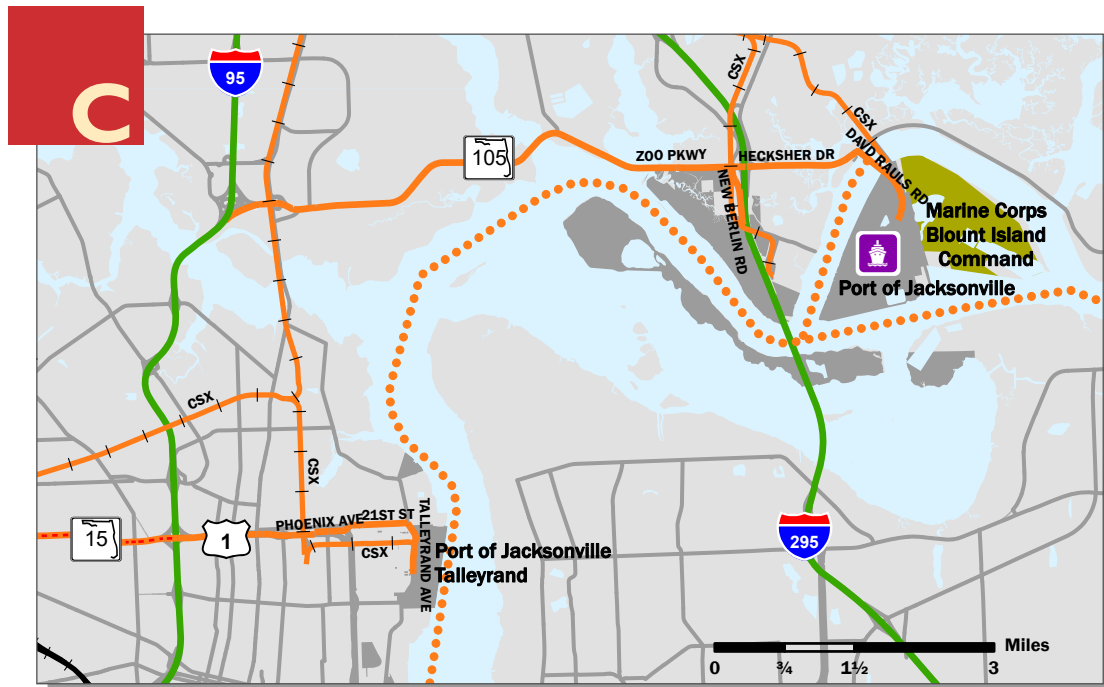 C
95
CSX
CSX
105
ZOO PKWY
HECKSHER DR
DAVD RAULS RD
NEW BERLIN RD
Marine Corps
Blount Island
Command
Port of Jacksonville
CSX
CSX
PHOENIX AVE
21ST ST
TALLEYRAND AVE
15
1
CSX
Port of Jacksonville
Talleyrand
295
Miles
0 ¾ 1½ 3